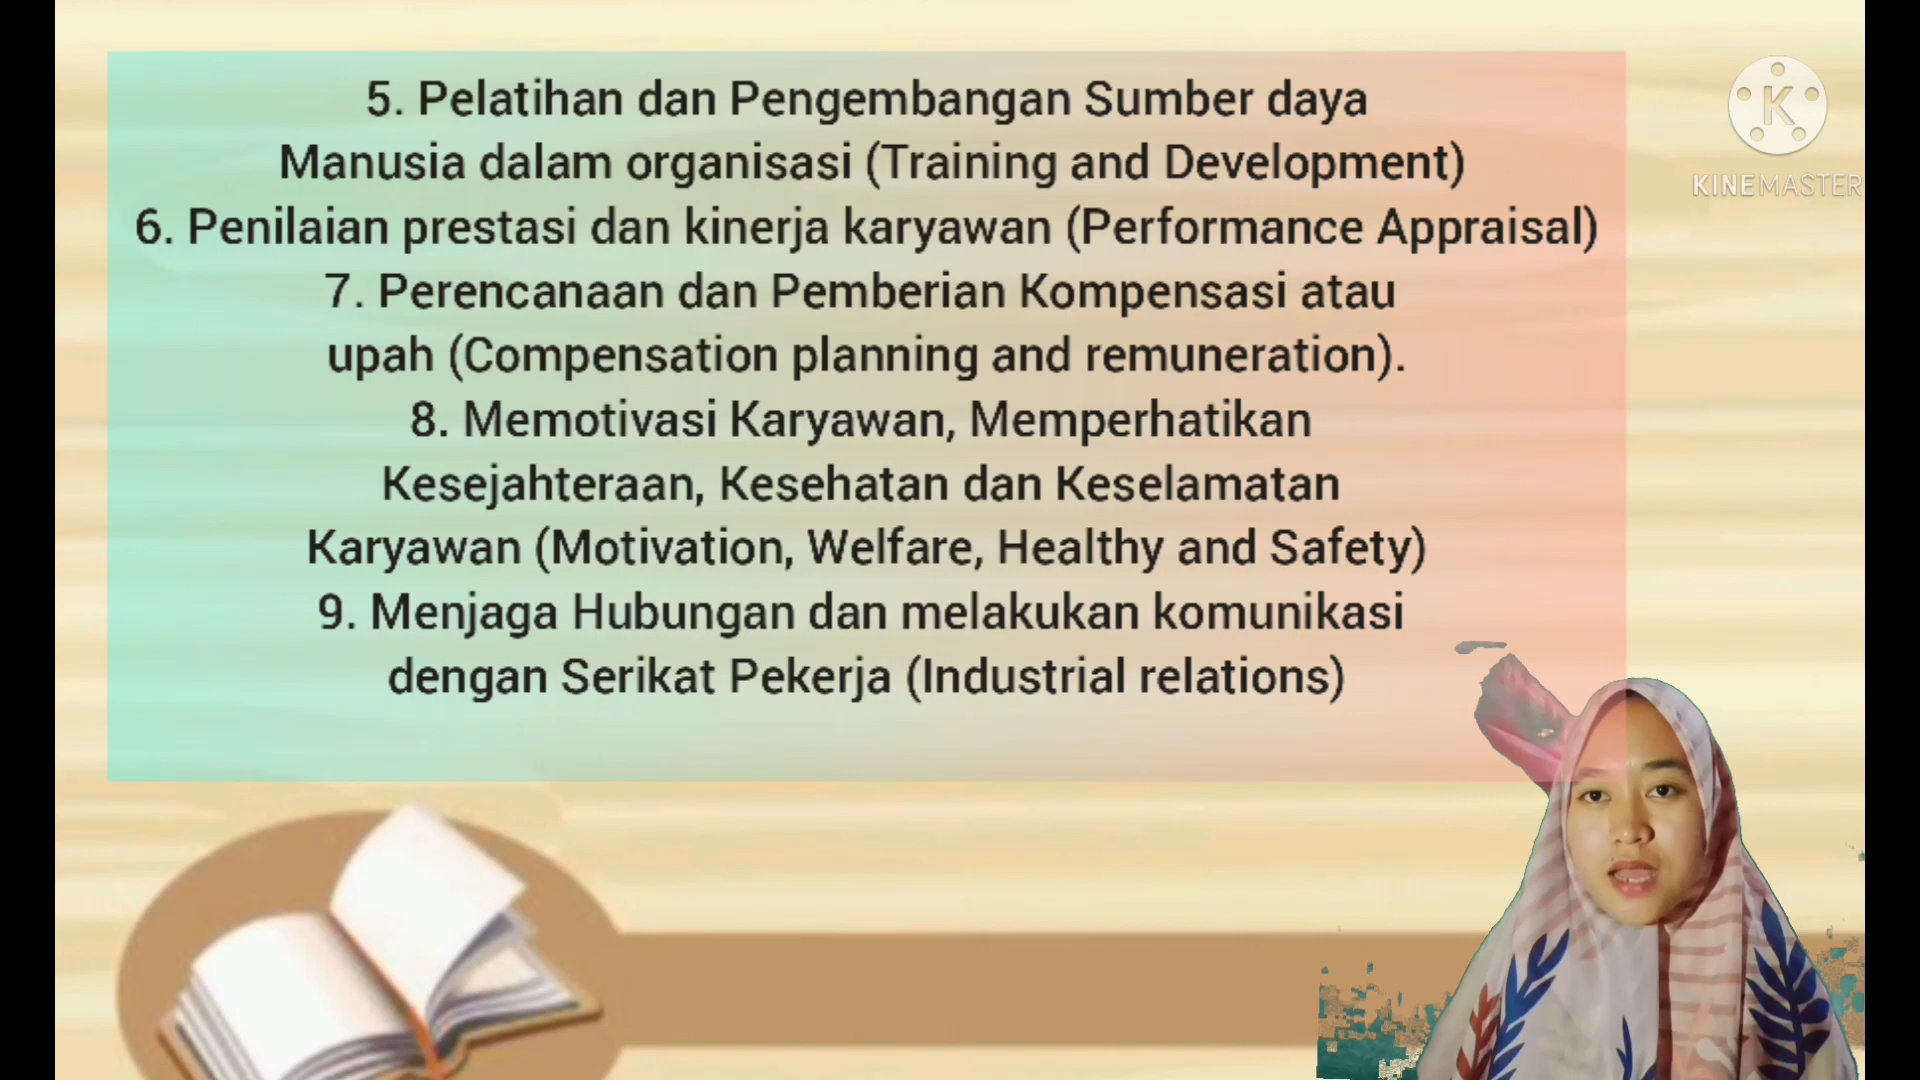 5. Pelatihan dan Pengembangan Sumber daya
Manusia dalam organisasi (Training and Development)
6. Penilaian prestasi dan kinerja karyawan (Performance Appraisal)
7. Perencanaan dan Pemberian Kompensasi atau
upah (Compensation planning and remuneration).
8. Memotivasi Karyawan, Memperhatikan
Kesejahteraan, Kesehatan dan Keselamatan
Karyawan (Motivation, Welfare, Healthy and Safety)
9. Menjaga Hubungan dan melakukan komunikasi
dengan Serikat Pekerja (Industrial relations)
K
KINEMASTER